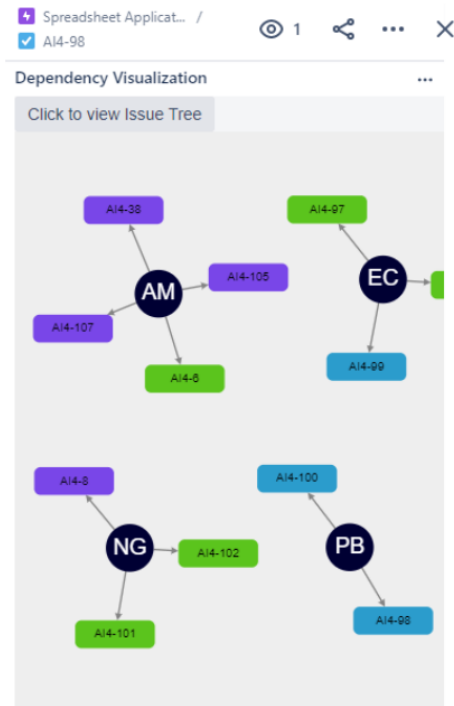 Spreadsheet Applicat... /
AI4-98
1
Dependency Visualization
Click to view Issue Tree
AI4-38
AI4-97
AM
AI4-105
EC
AI4-107
AI4-6
AI4-99
AI4-8
AI4-100
NG
AI4-102
PB
AI4-101
AI4-98